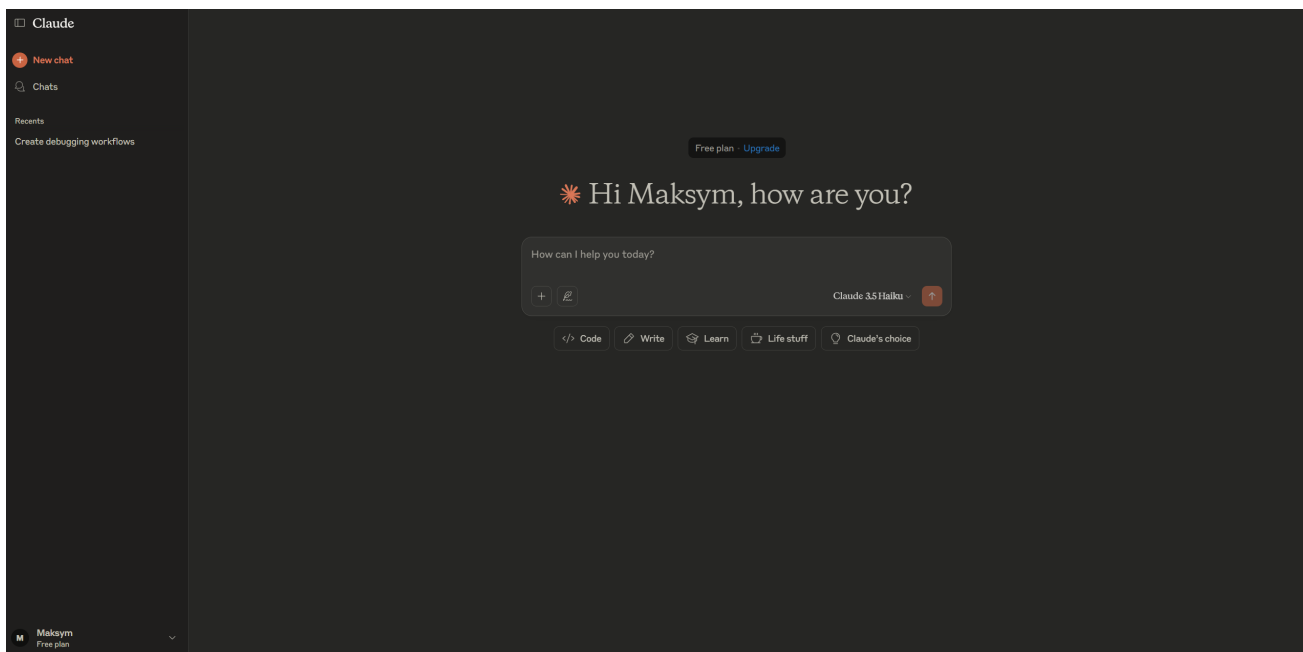 Claude
New chat
Chats
Recents
Create debugging workflows
Free plan · Upgrade
Hi Maksym, how are you?
How can I help you today?
Claude 3.5 Haiku
Code
Write
Learn
Life stuff
Claude's choice
M
Maksym
Free plan